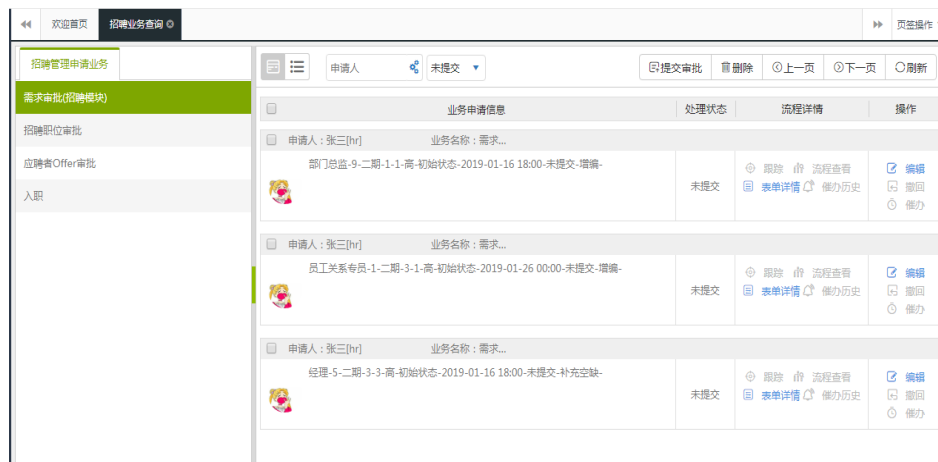 欢迎首页 招聘业务查询 页签操作
招聘管理申请业务
需求审批(招聘模块)
招聘职位审批
应聘者Offer审批
入职
申请人 未提交 提交审批 删除 上一页 下一页 刷新
业务申请信息 处理状态 流程详情 操作
申请人：张三[hr] 业务名称：需求...
部门总监-9-二期-1-1-高-初始状态-2019-01-16 18:00-未提交-增编-
未提交
跟踪 流程查看
表单详情 催办历史
编辑
撤回
催办
申请人：张三[hr] 业务名称：需求...
员工关系专员-1-二期-3-1-高-初始状态-2019-01-26 00:00-未提交-增编-
未提交
跟踪 流程查看
表单详情 催办历史
编辑
撤回
催办
申请人：张三[hr] 业务名称：需求...
经理-5-二期-3-3-高-初始状态-2019-01-16 18:00-未提交-补充空缺-
未提交
跟踪 流程查看
表单详情 催办历史
编辑
撤回
催办